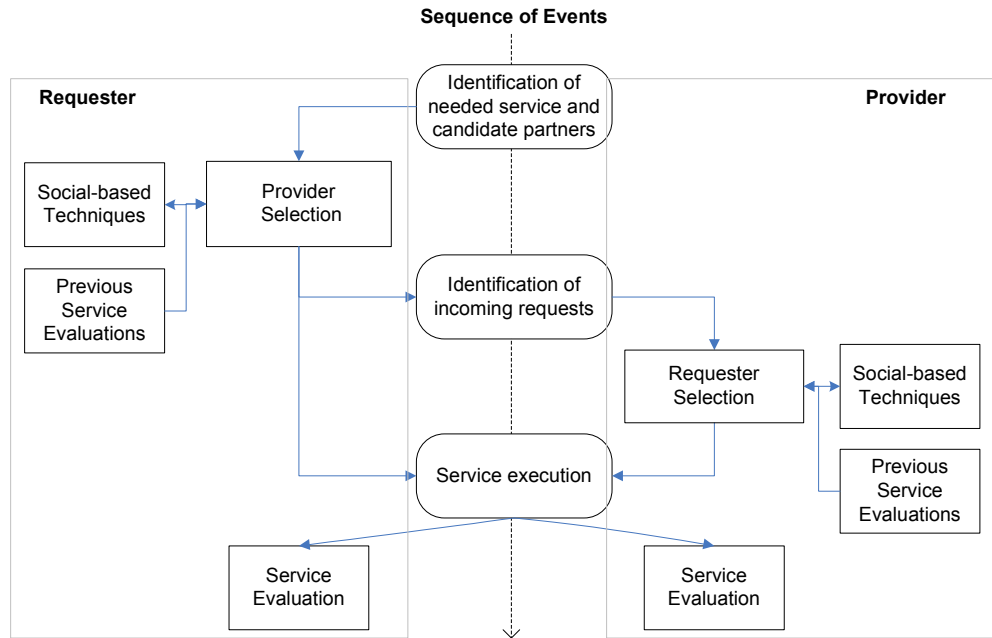 Sequence of Events
Requester
Provider
Identification of
needed service and
candidate partners
Social-based
Techniques
Provider
Selection
Previous
Service
Evaluations
Identification of
incoming requests
Requester
Selection
Social-based
Techniques
Service execution
Previous
Service
Evaluations
Service
Evaluation
Service
Evaluation